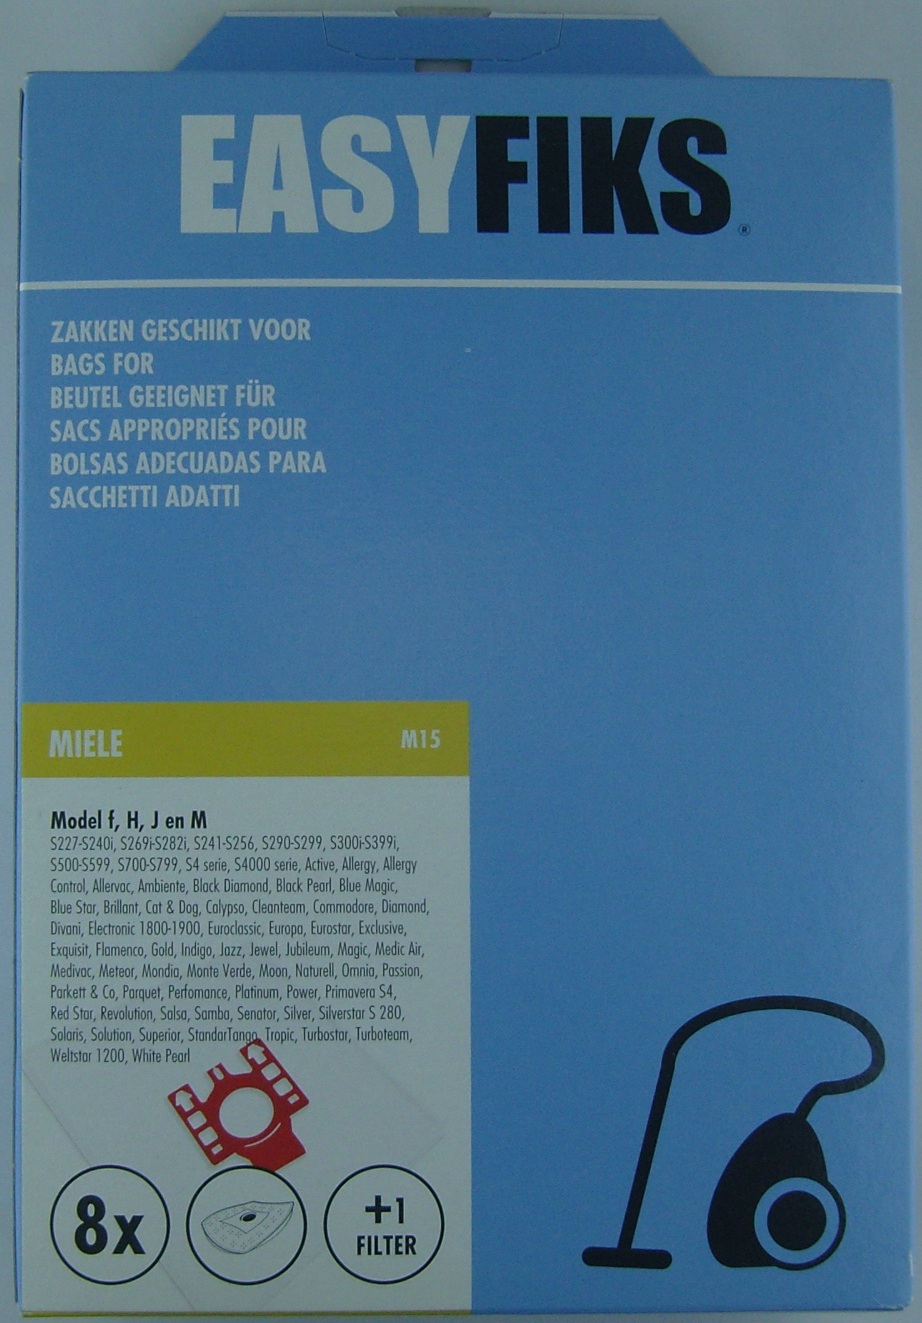 EASYFIKS®
ZAKKEN GESCHIKT VOOR
BAGS FOR
BEUTEL GEEIGNET FÜR
SACS APPROPRIÉS POUR
BOLSAS ADECUADAS PARA
SACCHETTI ADATTI
MIELE M15
Model f, H, J en M
S227-S240i, S269i-S282i, S241-S256, S290-S299, S300i-S399i,
S500-S599, S700-S799, S4 serie, S4000 serie, Active, Allergy, Allergy
Control, Allervac, Ambiente, Black Diamond, Black Pearl, Blue Magic,
Blue Star, Brillant, Cat & Dog, Calypso, Cleanteam, Commodore, Diamond,
Divani, Electronic 1800-1900, Euroclassic, Europa, Eurostar, Exclusive,
Exquisit, Flamenco, Gold, Indigo, Jazz, Jewel, Jubileum, Magic, Medic Air,
Medivac, Meteor, Mondia, Monte Verde, Moon, Naturell, Omnia, Passion,
Parkett & Co, Parquet, Perfomance, Platinum, Power, Primavera S4,
Red Star, Revolution, Salsa, Samba, Senator, Silver, Silverstar S 280,
Solaris, Solution, Superior, StandarTango, Tropic, Turbostar, Turboteam,
Weltstar 1200, White Pearl
8x
+1
FILTER